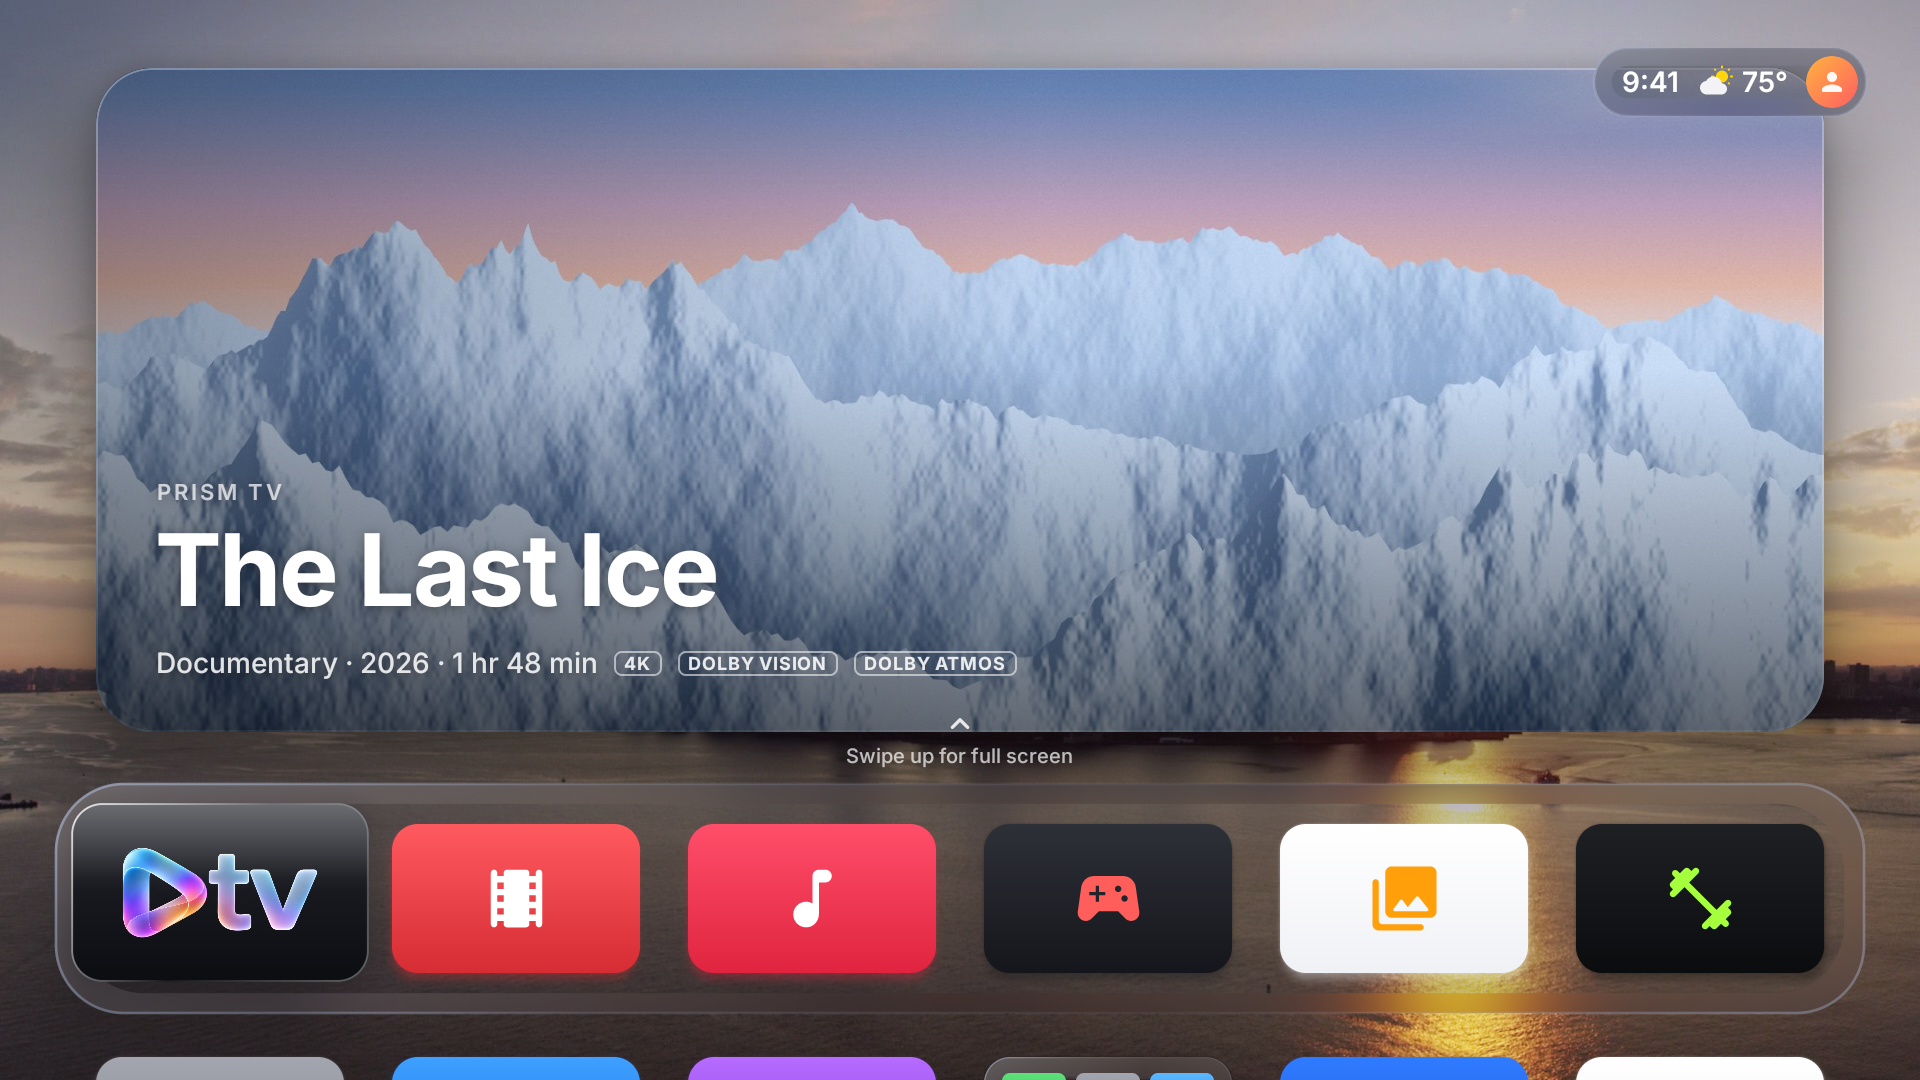 9:41 75°
PRISM TV
The Last Ice
Documentary · 2026 · 1 hr 48 min 4K DOLBY VISION DOLBY ATMOS
Swipe up for full screen
tv